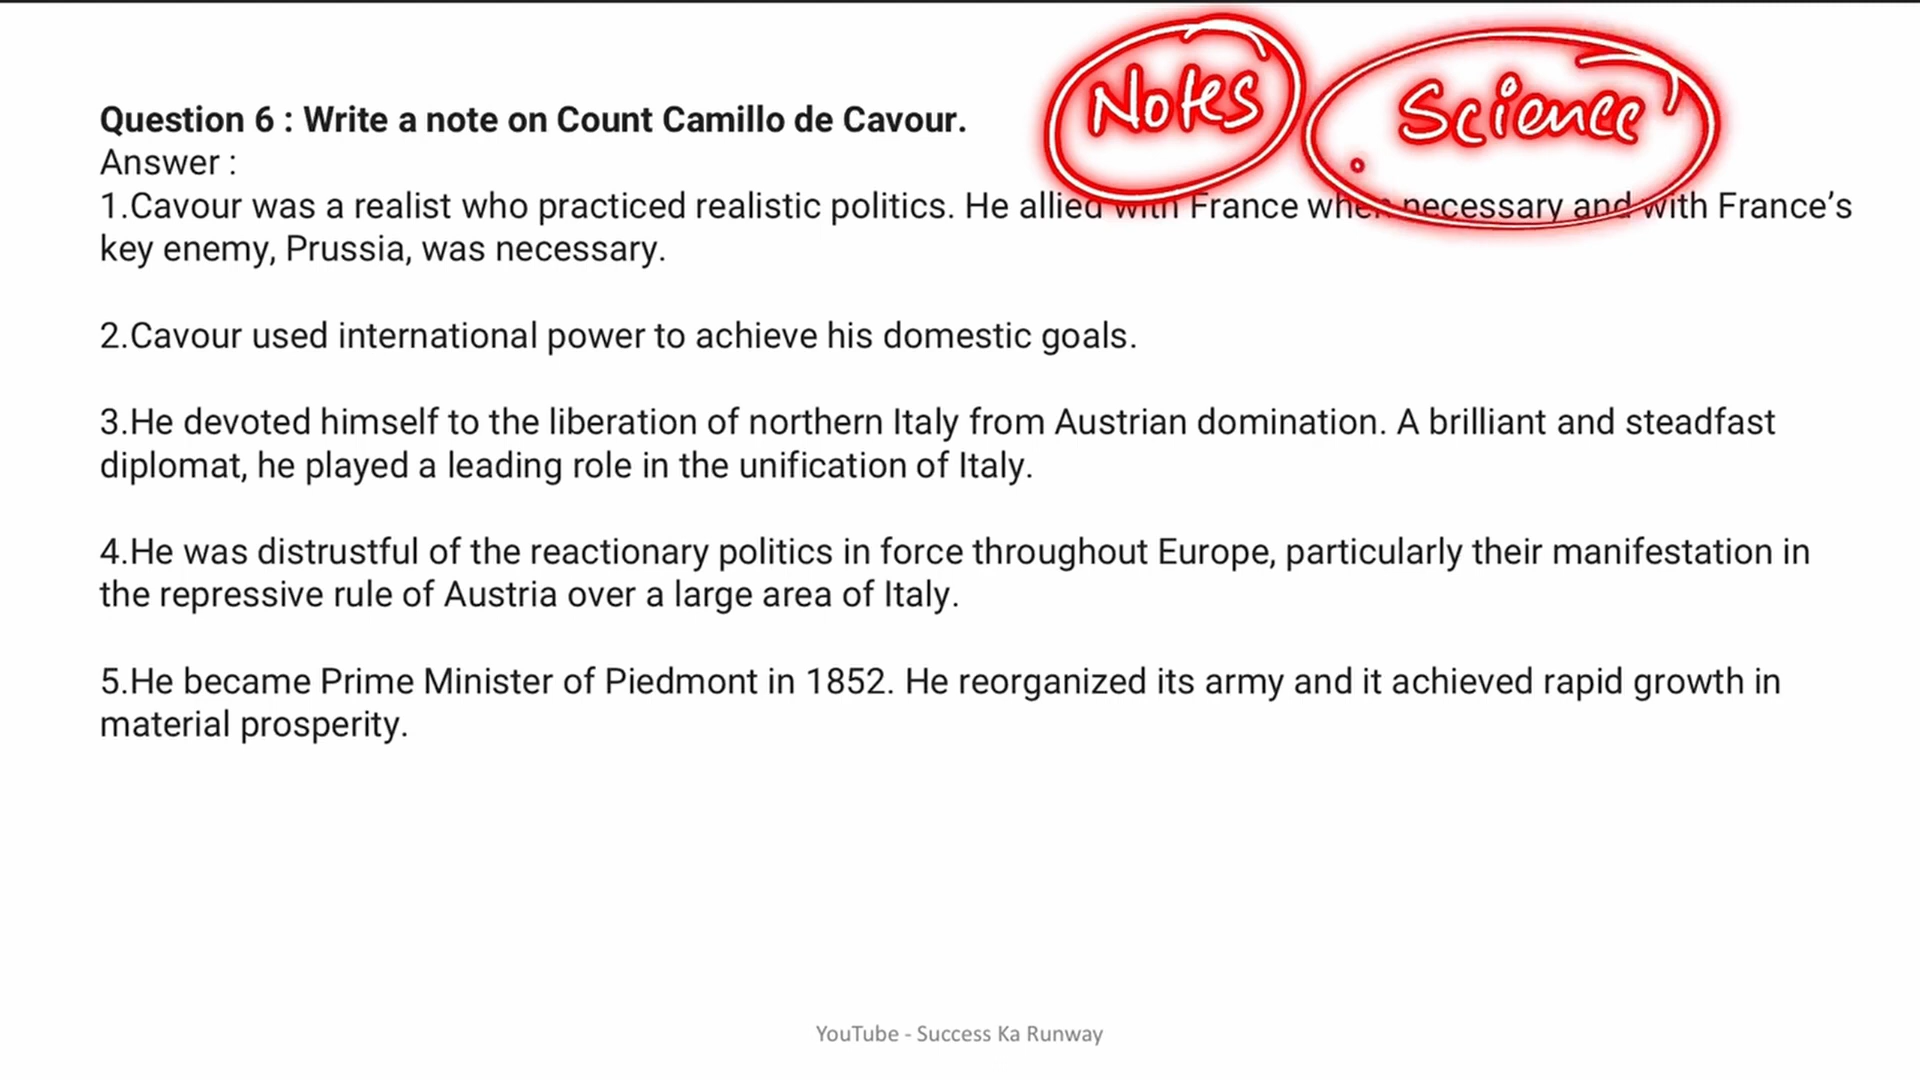 Notes Science
Question 6 : Write a note on Count Camillo de Cavour.
Answer :
1.Cavour was a realist who practiced realistic politics. He allied with France when necessary and with France’s
key enemy, Prussia, was necessary.
2.Cavour used international power to achieve his domestic goals.
3.He devoted himself to the liberation of northern Italy from Austrian domination. A brilliant and steadfast
diplomat, he played a leading role in the unification of Italy.
4.He was distrustful of the reactionary politics in force throughout Europe, particularly their manifestation in
the repressive rule of Austria over a large area of Italy.
5.He became Prime Minister of Piedmont in 1852. He reorganized its army and it achieved rapid growth in
material prosperity.
YouTube - Success Ka Runway